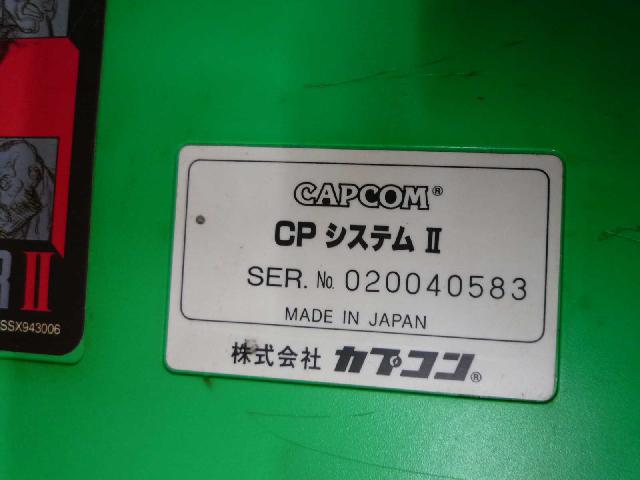 R II
SSX943006
CAPCOM®
CP システム II
SER. No. 020040583
MADE IN JAPAN
株式会社 カプコン®